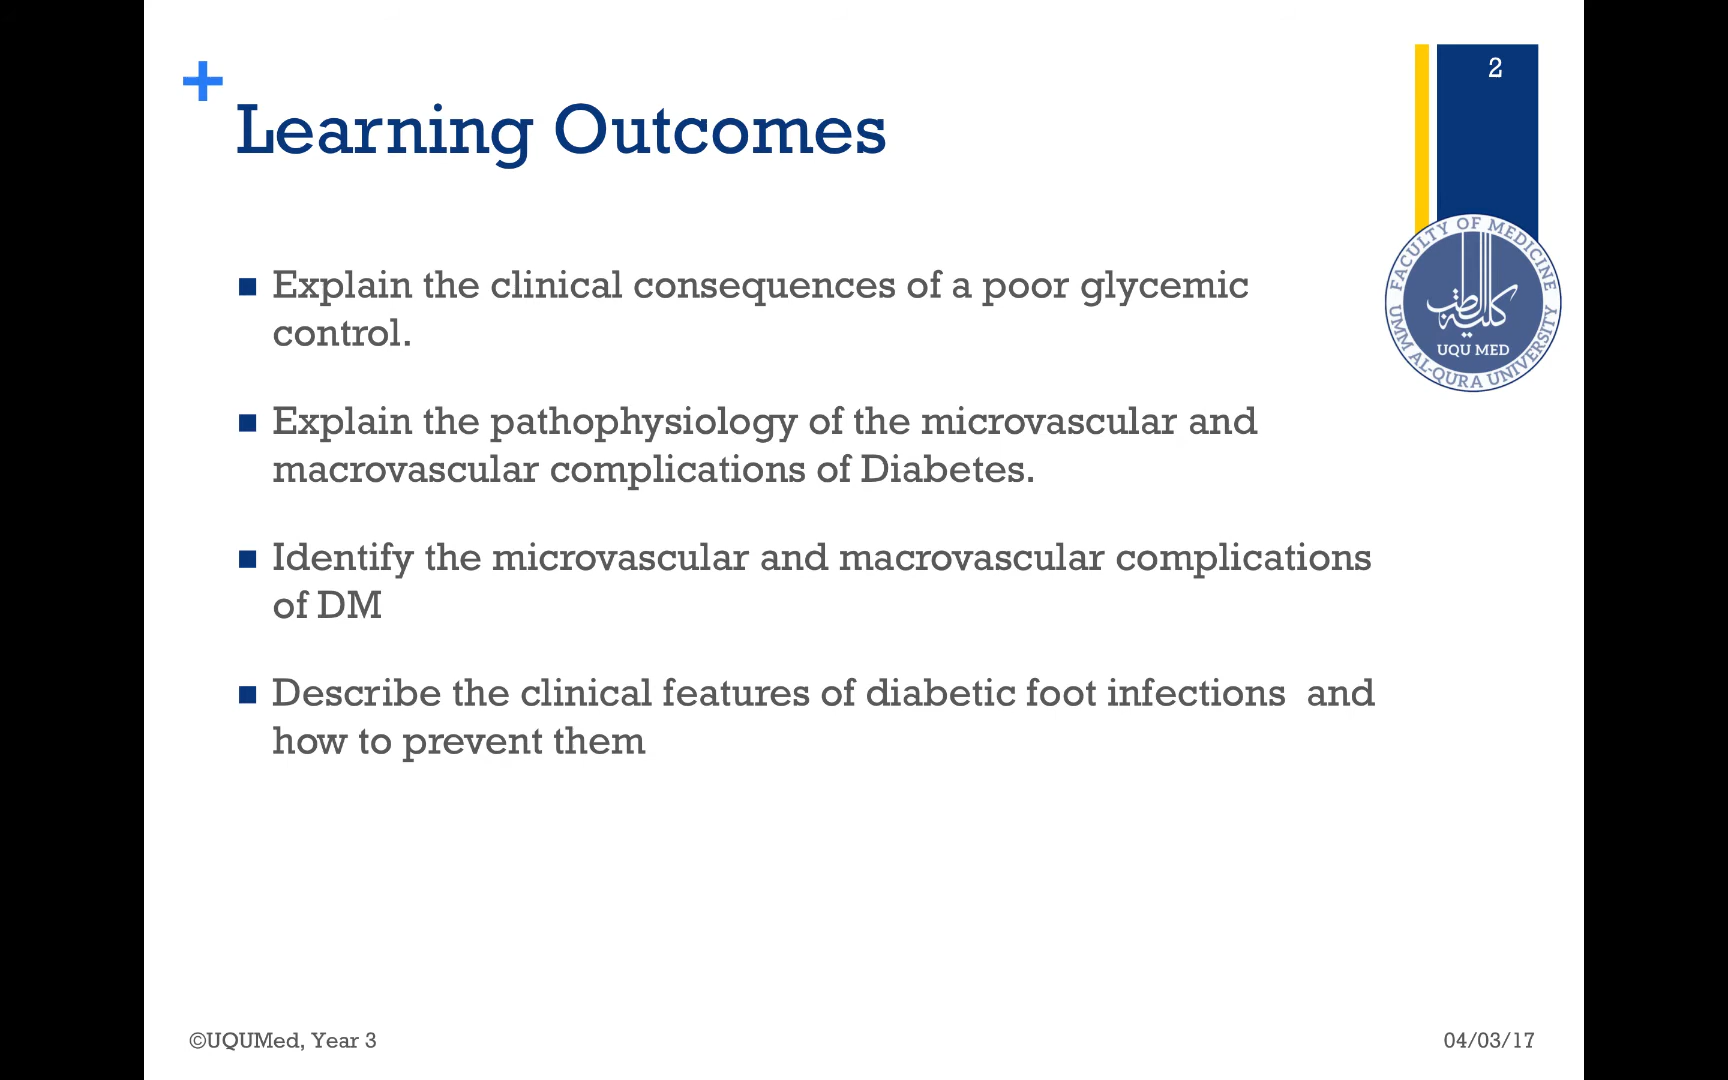 2
+
Learning Outcomes
FACULTY OF MEDICINE
كلية الطب
UQU MED
UMM AL-QURA UNIVERSITY
■ Explain the clinical consequences of a poor glycemic
control.
■ Explain the pathophysiology of the microvascular and
macrovascular complications of Diabetes.
■ Identify the microvascular and macrovascular complications
of DM
■ Describe the clinical features of diabetic foot infections  and
how to prevent them
©UQUMed, Year 3
04/03/17